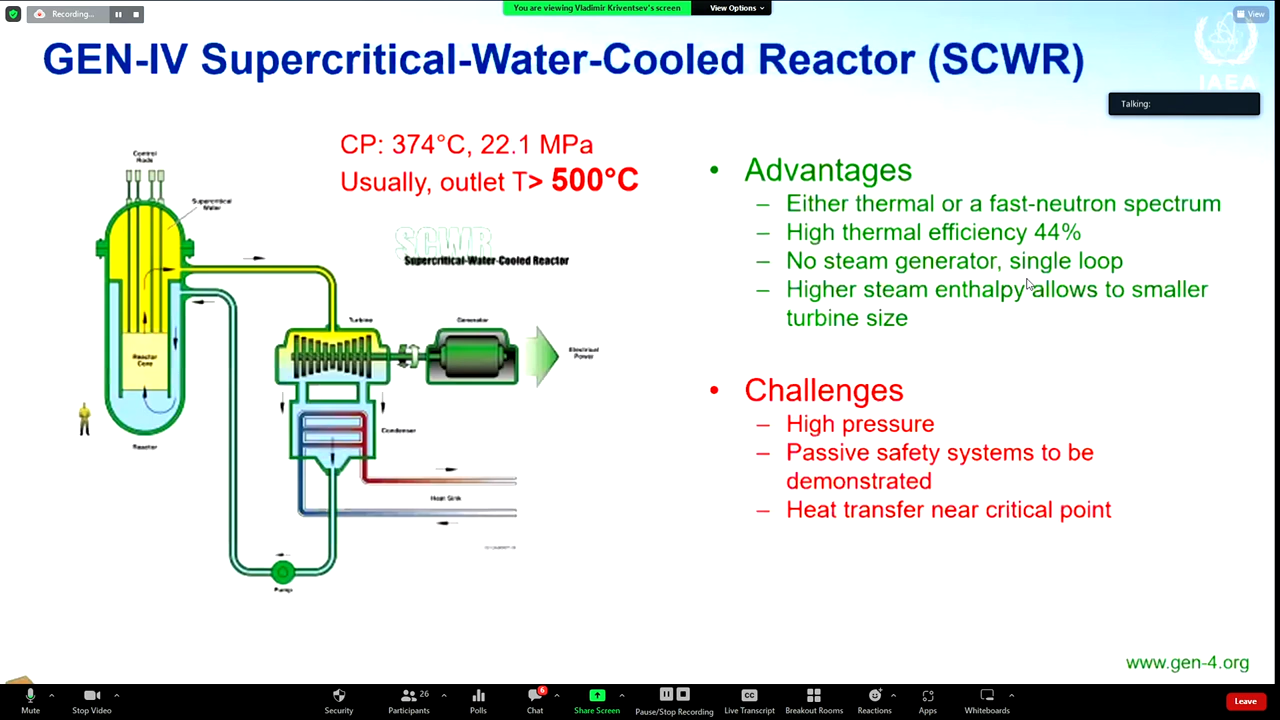 Recording...
You are viewing Vladimir Kriventsev's screen
View Options
View
GEN-IV Supercritical-Water-Cooled Reactor (SCWR)
IAEA
Talking:
CP: 374°C, 22.1 MPa
Usually, outlet T> 500°C
Control
Rods
Supercritical
Water
SCWR
Supercritical-Water-Cooled Reactor
Turbine
Generator
Electrical
Power
Reactor
Core
Condenser
Reactor
Heat Sink
Pump
• Advantages
– Either thermal or a fast-neutron spectrum
– High thermal efficiency 44%
– No steam generator, single loop
– Higher steam enthalpy allows to smaller
turbine size
• Challenges
– High pressure
– Passive safety systems to be
demonstrated
– Heat transfer near critical point
www.gen-4.org
Mute
Stop Video
Security
26
Participants
Polls
6
Chat
Share Screen
Pause/Stop Recording
CC
Live Transcript
Breakout Rooms
Reactions
Apps
Whiteboards
Leave